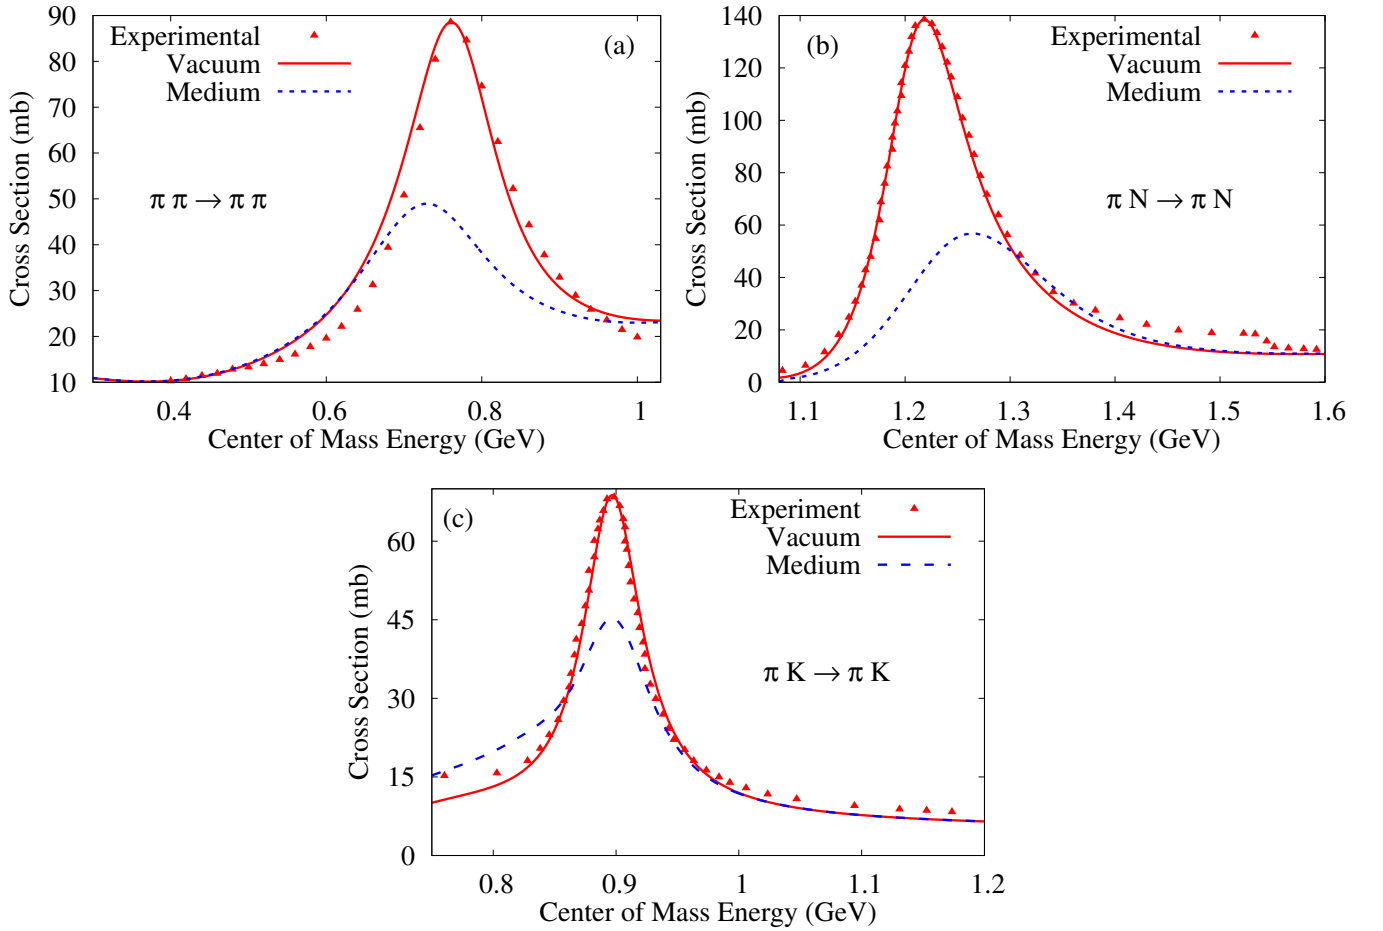 90
80
70
60
50
40
30
20
10
Cross Section (mb)
Experimental
Vacuum
Medium
(a)
π π → π π
0.4 0.6 0.8 1
Center of Mass Energy (GeV)
140
120
100
80
60
40
20
0
Cross Section (mb)
(b)
Experimental
Vacuum
Medium
π N → π N
1.1 1.2 1.3 1.4 1.5 1.6
Center of Mass Energy (GeV)
60
45
30
15
0
Cross Section (mb)
(c)
Experiment
Vacuum
Medium
π K → π K
0.8 0.9 1 1.1 1.2
Center of Mass Energy (GeV)